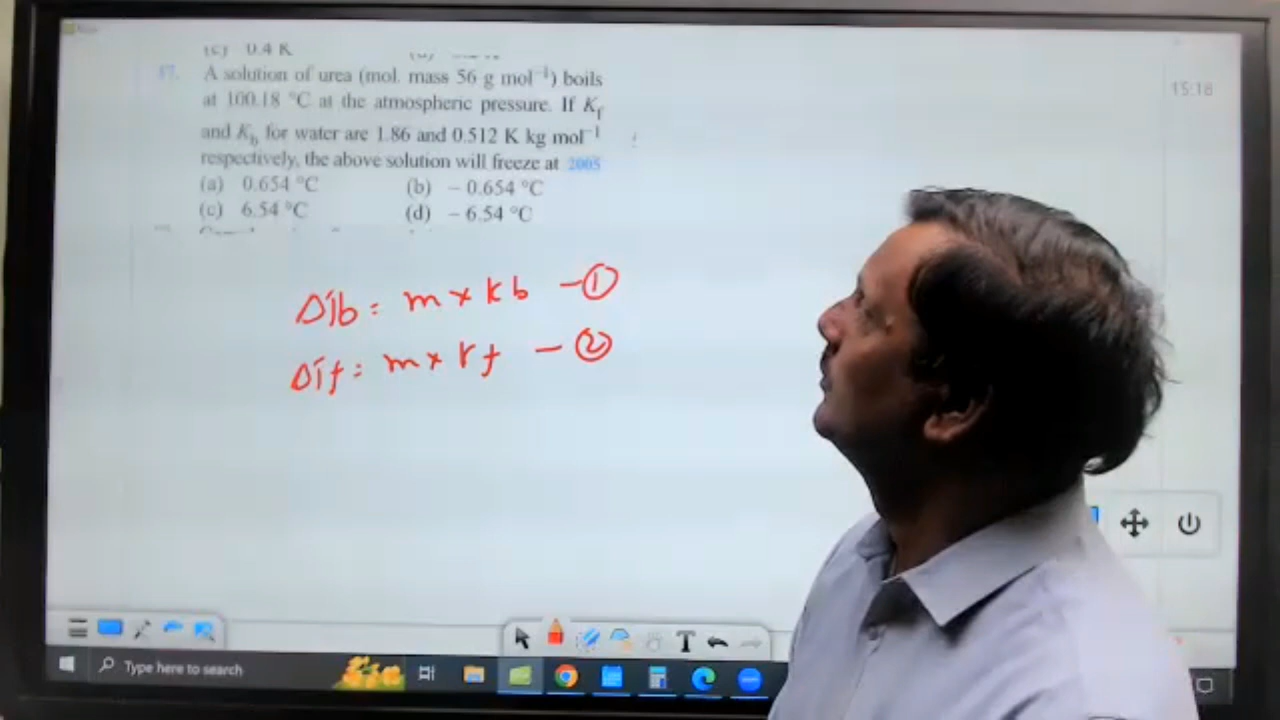 (c) 0.4 K
17. A solution of urea (mol. mass 56 g mol⁻¹) boils
at 100.18 °C at the atmospheric pressure. If K_f
and K_b for water are 1.86 and 0.512 K kg mol⁻¹
respectively, the above solution will freeze at 2005
(a) 0.654 °C (b) – 0.654 °C
(c) 6.54 °C (d) – 6.54 °C
15:18
ΔTb = m × kb – ①
ΔTf = m × kf – ②
T
Type here to search